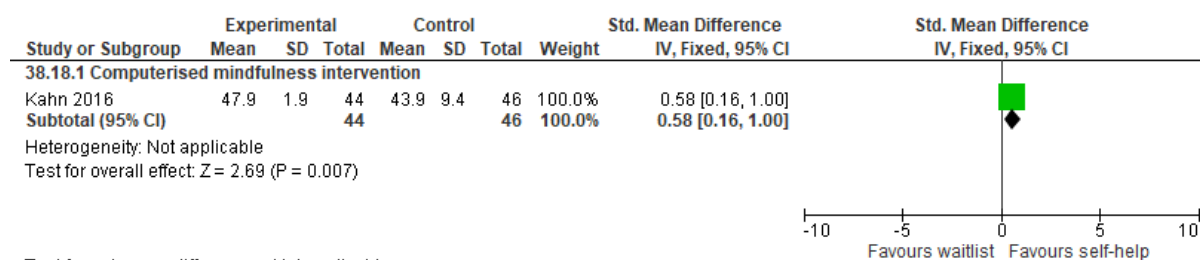 Experimental Control Std. Mean Difference Std. Mean Difference
Study or Subgroup Mean SD Total Mean SD Total Weight IV, Fixed, 95% CI IV, Fixed, 95% CI
38.18.1 Computerised mindfulness intervention
Kahn 2016 47.9 1.9 44 43.9 9.4 46 100.0% 0.58 [0.16, 1.00]
Subtotal (95% CI) 44 46 100.0% 0.58 [0.16, 1.00]
Heterogeneity: Not applicable
Test for overall effect: Z = 2.69 (P = 0.007)
-10 -5 0 5 10
Favours waitlist Favours self-help